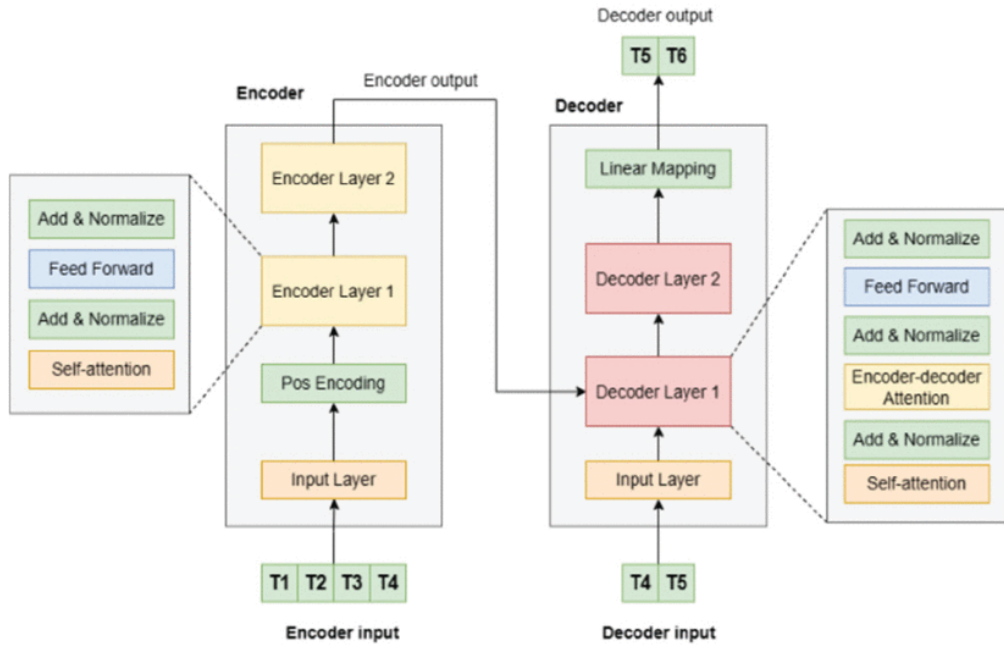 Decoder output
T5 T6
Encoder output
Encoder
Decoder
Encoder Layer 2
Linear Mapping
Add & Normalize
Feed Forward
Add & Normalize
Self-attention
Encoder Layer 1
Pos Encoding
Input Layer
Decoder Layer 2
Decoder Layer 1
Input Layer
Add & Normalize
Feed Forward
Add & Normalize
Encoder-decoder
Attention
Add & Normalize
Self-attention
T1 T2 T3 T4
Encoder input
T4 T5
Decoder input